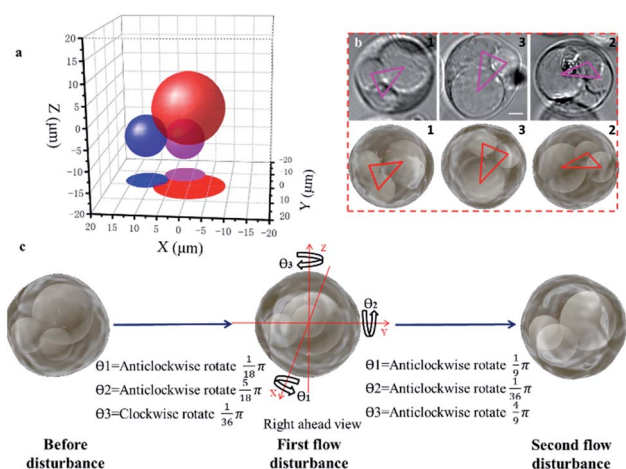 a
20
15
10
5
0
-5
-10
-15
-20
Z (μm)
20 15 10 5 0 -5 -10 -15 -20
X (μm)
-20
-10
0
10
20
Y (μm)
b
1 3 2
1 3 2
c
Θ3
Z
Θ2
Y
X
Θ1
Θ1=Anticlockwise rotate 1/18 π
Θ2=Anticlockwise rotate 5/18 π
Θ3=Clockwise rotate 1/36 π
Θ1=Anticlockwise rotate 1/9 π
Θ2=Anticlockwise rotate 1/36 π
Θ3=Anticlockwise rotate 4/9 π
Right ahead view
Before
disturbance
First flow
disturbance
Second flow
disturbance